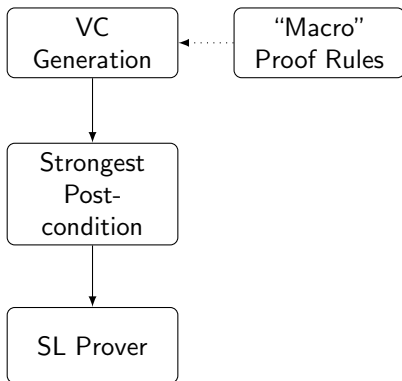 VC
Generation
“Macro”
Proof Rules
Strongest
Post-
condition
SL Prover